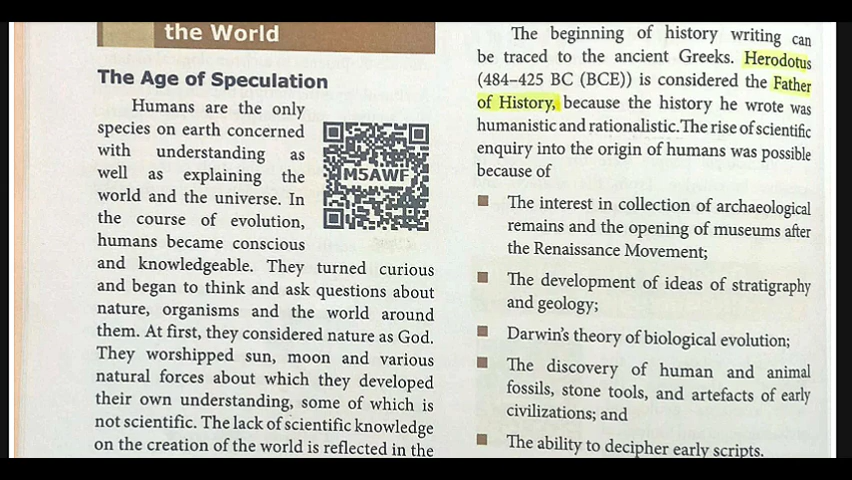 the World
The Age of Speculation
Humans are the only
species on earth concerned
with understanding as
well as explaining the
world and the universe. In
the course of evolution,
humans became conscious
and knowledgeable. They turned curious
and began to think and ask questions about
nature, organisms and the world around
them. At first, they considered nature as God.
They worshipped sun, moon and various
natural forces about which they developed
their own understanding, some of which is
not scientific. The lack of scientific knowledge
on the creation of the world is reflected in the
M5AWF
The beginning of history writing can
be traced to the ancient Greeks. Herodotus
(484–425 BC (BCE)) is considered the Father
of History, because the history he wrote was
humanistic and rationalistic. The rise of scientific
enquiry into the origin of humans was possible
because of
The interest in collection of archaeological
remains and the opening of museums after
the Renaissance Movement;
The development of ideas of stratigraphy
and geology;
Darwin's theory of biological evolution;
The discovery of human and animal
fossils, stone tools, and artefacts of early
civilizations; and
The ability to decipher early scripts.